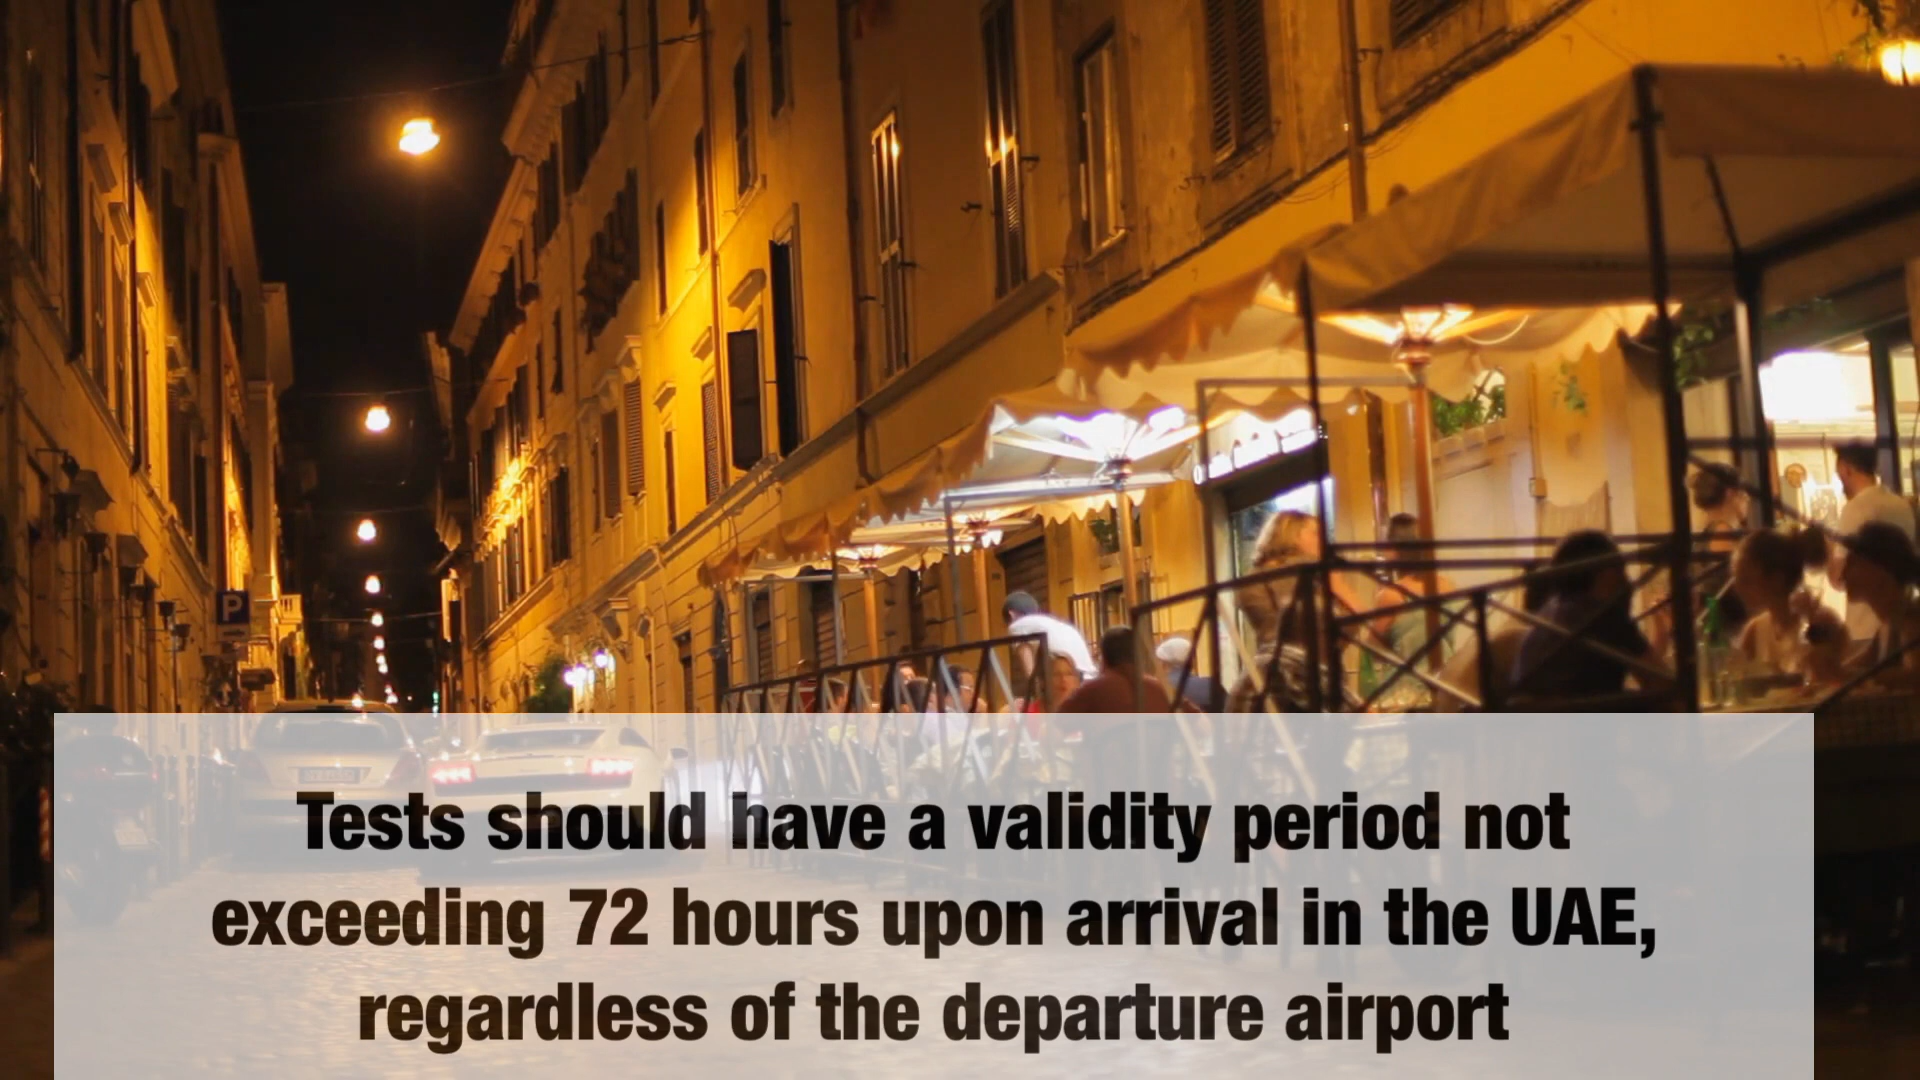 P
Tests should have a validity period not
exceeding 72 hours upon arrival in the UAE,
regardless of the departure airport